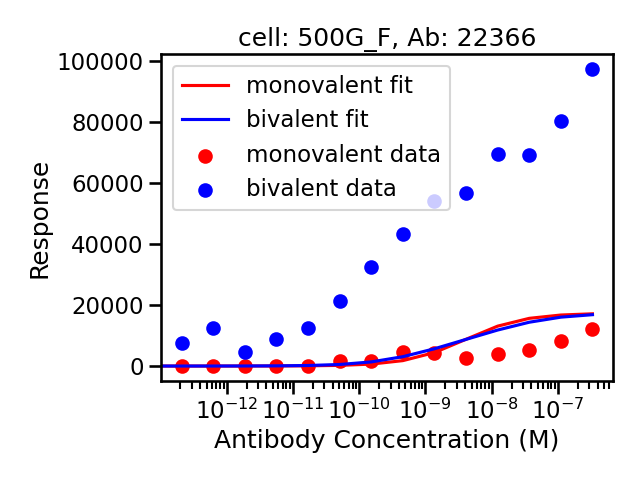 cell: 500G_F, Ab: 22366
100000
80000
60000
40000
20000
0
Response
monovalent fit
bivalent fit
monovalent data
bivalent data
10⁻¹² 10⁻¹¹ 10⁻¹⁰ 10⁻⁹ 10⁻⁸ 10⁻⁷
Antibody Concentration (M)